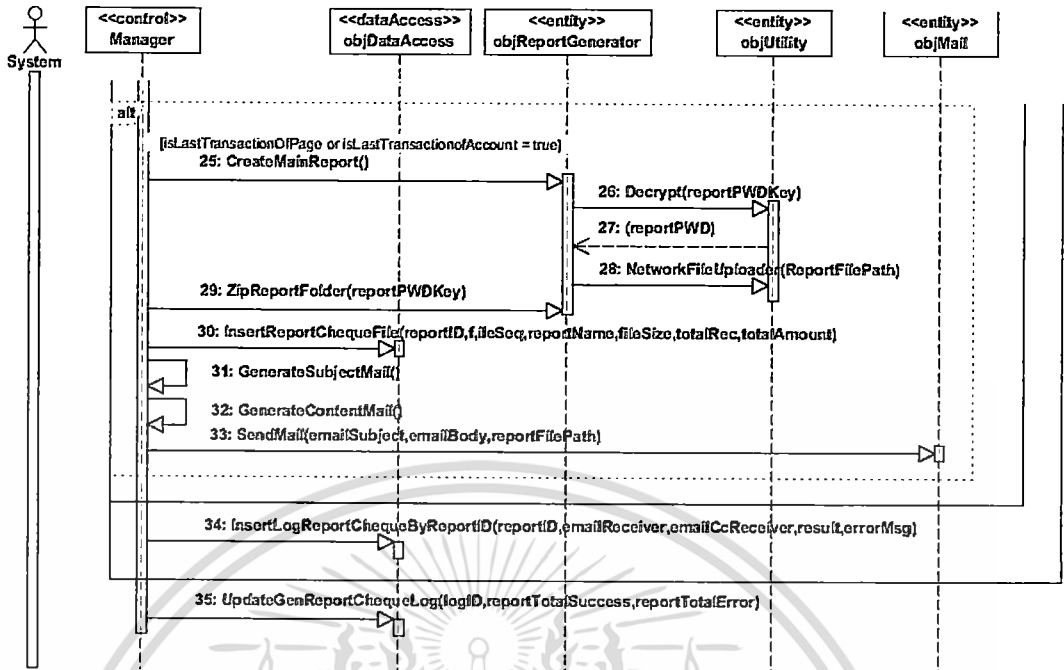 System
<<control>>
Manager
<<dataAccess>>
objDataAccess
<<entity>>
objReportGenerator
<<entity>>
objUtility
<<entity>>
objMail
alt
[isLastTransactionOfPage or isLastTransactionofAccount = true]
25: CreateMainReport()
26: Decrypt(reportPWDKey)
27: (reportPWD)
28: NetworkFileUploader(ReportFilePath)
29: ZipReportFolder(reportPWDKey)
30: InsertReportChequeFile(reportID,f,ileSeq,reportName,fileSize,totalRec,totalAmount)
31: GenerateSubjectMail()
32: GenerateContentMail()
33: SendMail(emailSubject,emailBody,reportFilePath)
34: InsertLogReportChequeByReportID(reportID,emailReceiver,emailCcReceiver,result,errorMsg)
35: UpdateGenReportChequeLog(logID,reportTotalSuccess,reportTotalError)